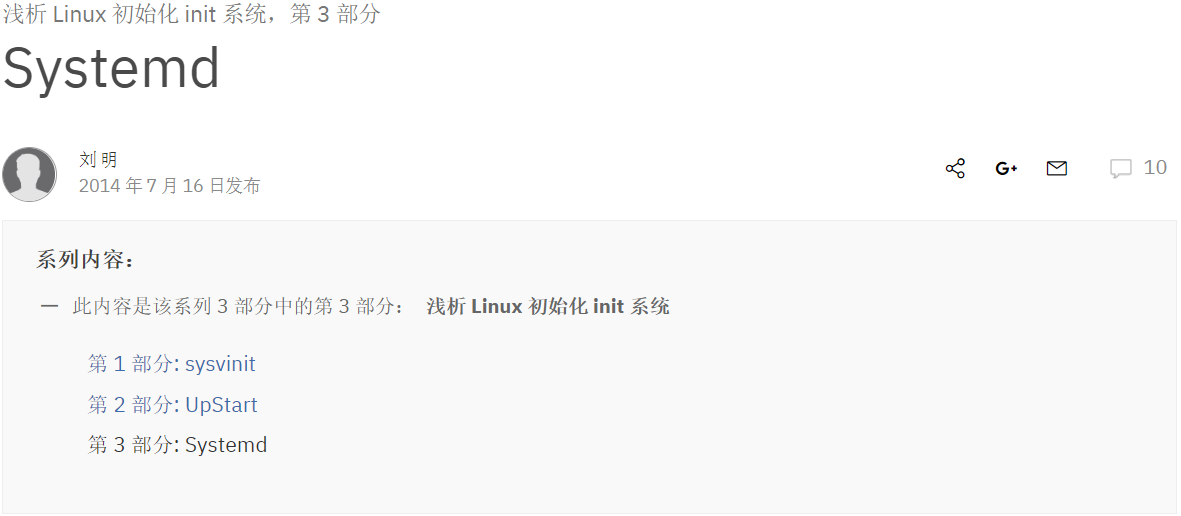 浅析 Linux 初始化 init 系统，第 3 部分
Systemd
刘 明
2014 年 7 月 16 日发布
G+
10
系列内容：
一 此内容是该系列 3 部分中的第 3 部分： 浅析 Linux 初始化 init 系统
第 1 部分: sysvinit
第 2 部分: UpStart
第 3 部分: Systemd